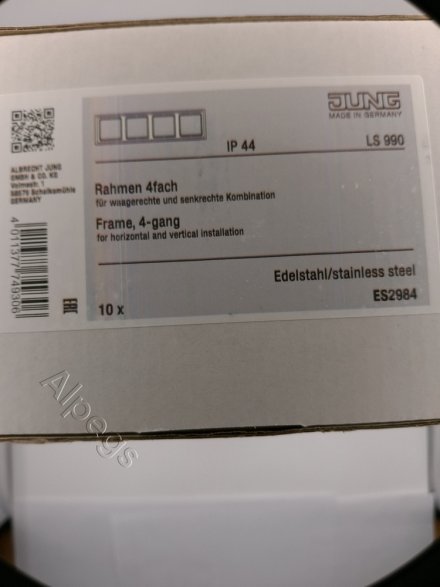 JUNG
MADE IN GERMANY
IP 44
LS 990
ALBRECHT JUNG
GMBH & CO. KG
Volmestr. 1
58579 Schalksmühle
GERMANY
Rahmen 4fach
für waagerechte und senkrechte Kombination
Frame, 4-gang
for horizontal and vertical installation
Edelstahl/stainless steel
ES2984
10 x
4011377749306
Alpegs